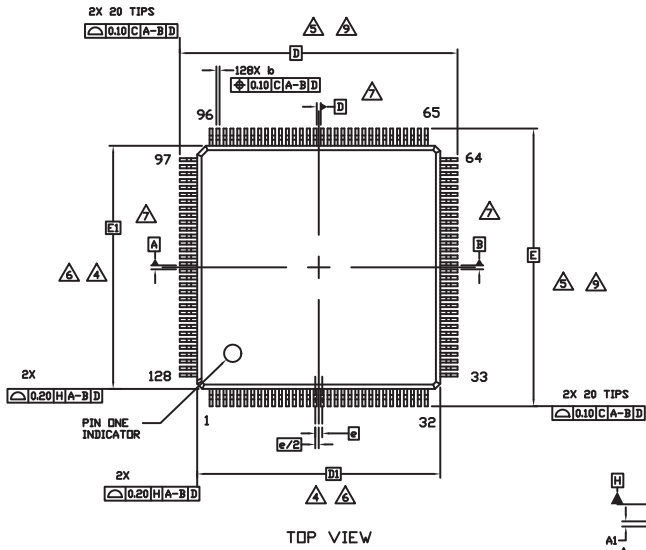 2X 20 TIPS
⌓ 0.10 C A-B D
5 9
D
128X b
⌖ 0.10 C A-B D
7
D
96
65
97
64
E1
7
7
A
B
E
6 4
5 9
2X
⌓ 0.20 H A-B D
128
33
PIN ONE
INDICATOR
1
32
2X 20 TIPS
⌓ 0.10 C A-B D
e
e/2
2X
⌓ 0.20 H A-B D
D1
4 6
H
A1
TOP VIEW